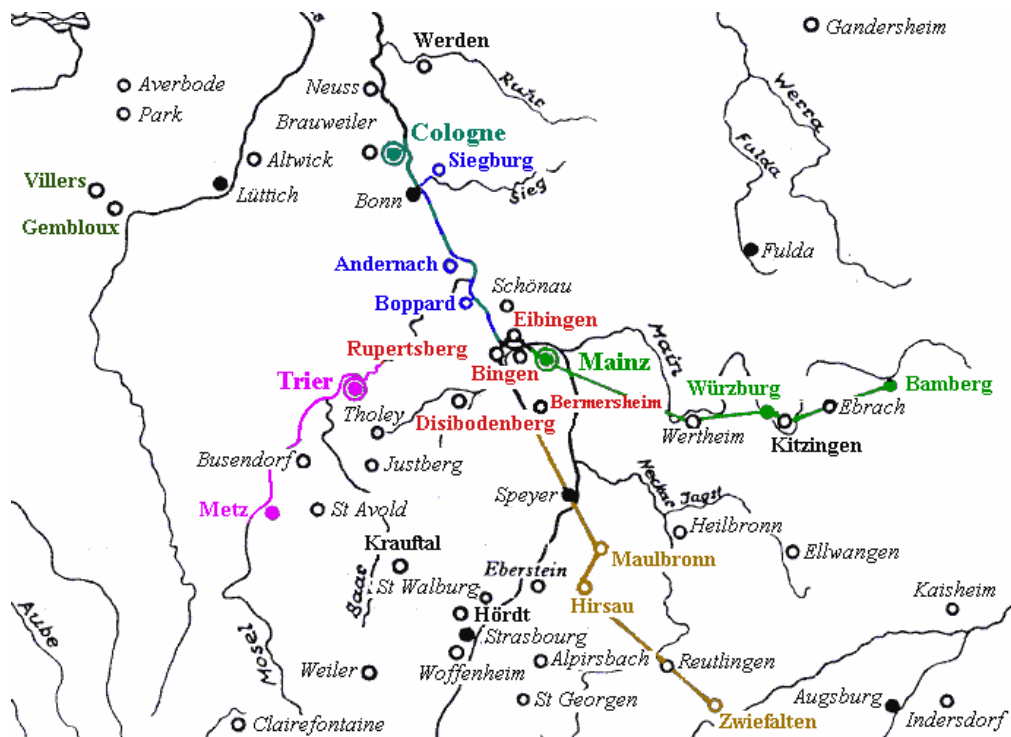 Gandersheim
Werden
Averbode
Neuss
Ruhr
Werra
Park
Brauweiler
Cologne
Fulda
Altwick
Siegburg
Villers
Lüttich
Bonn
Sieg
Gembloux
Fulda
Andernach
Schönau
Boppard
Eibingen
Main
Rupertsberg
Mainz
Bingen
Trier
Würzburg
Bamberg
Bermersheim
Ebrach
Tholey
Disibodenberg
Wertheim
Kitzingen
Busendorf
Justberg
Neckar
Jagst
Speyer
Metz
St Avold
Heilbronn
Krauftal
Maulbronn
Ellwangen
Eberstein
St Walburg
Saar
Hirsau
Kaisheim
Aube
Hördt
Mosel
Strasbourg
Weiler
Woffenheim
Alpirsbach
Reutlingen
St Georgen
Augsburg
Clairefontaine
Zwiefalten
Indersdorf